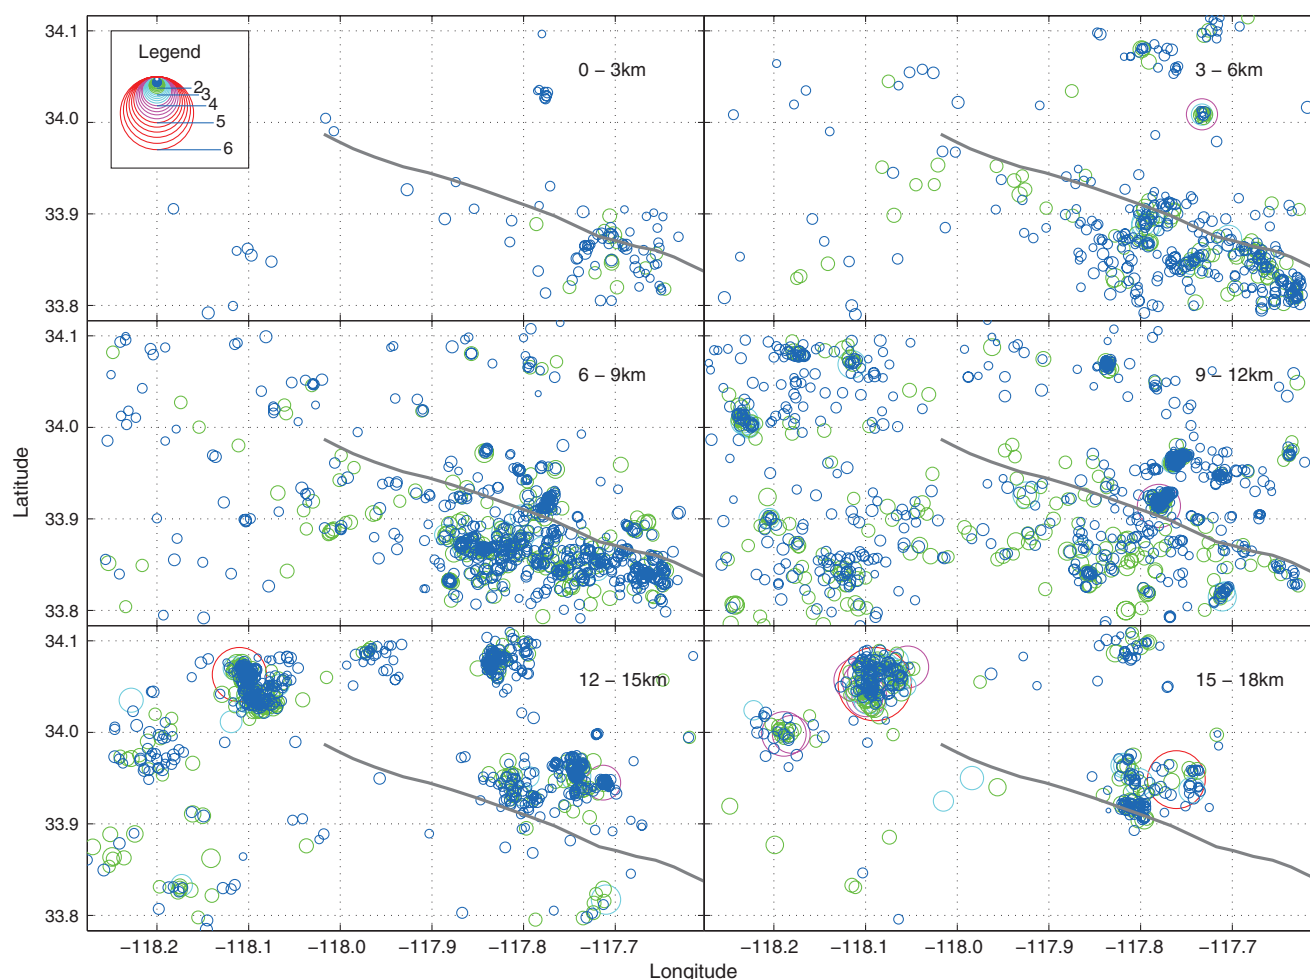 34.1
Legend
2
3
4
5
6
0 – 3km
3 – 6km
34.0
33.9
33.8
34.1
6 – 9km
9 – 12km
34.0
Latitude
33.9
33.8
34.1
12 – 15km
15 – 18km
34.0
33.9
33.8
−118.2 −118.1 −118.0 −117.9 −117.8 −117.7 −118.2 −118.1 −118.0 −117.9 −117.8 −117.7
Longitude